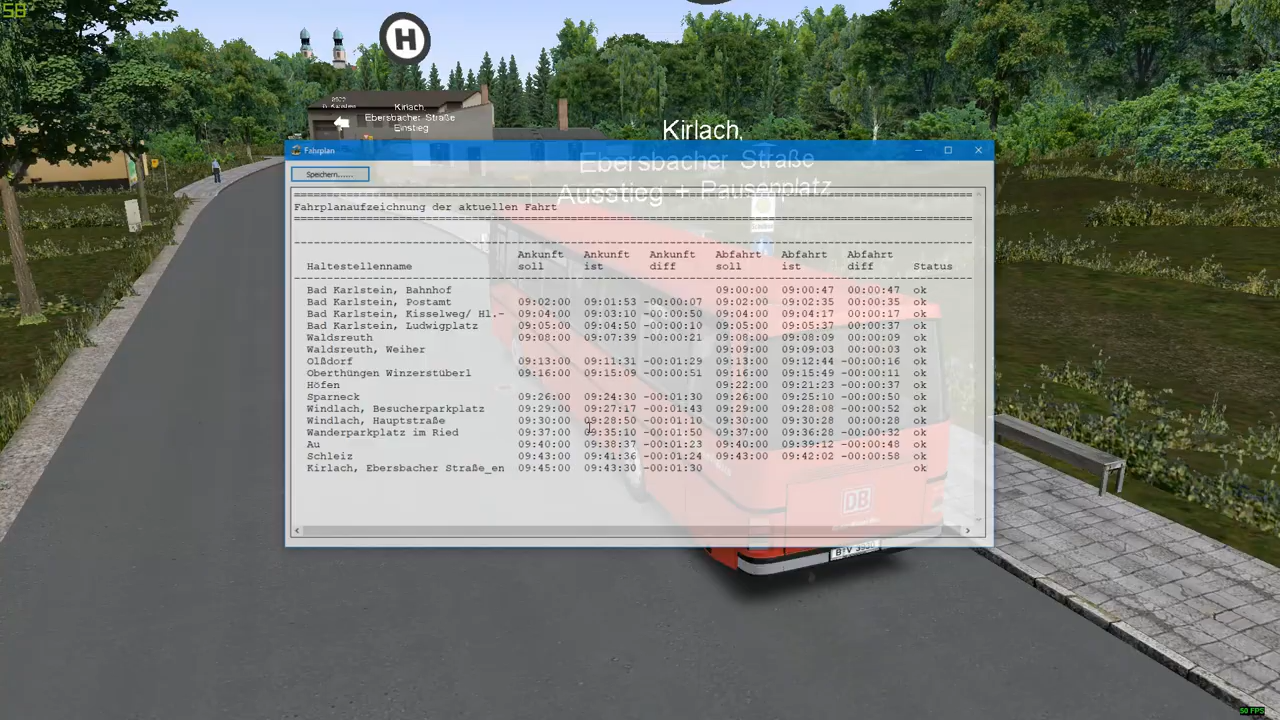 58
H
Kirlach,
Ebersbacher Straße
Einstieg
Kirlach,
Ebersbacher Straße
Ausstieg + Pausenplatz
Fahrplan
Speichern......
Fahrplanaufzeichnung der aktuellen Fahrt
Ankunft Ankunft Ankunft Abfahrt Abfahrt Abfahrt
Haltestellenname soll ist diff soll ist diff Status
Bad Karlstein, Bahnhof 09:00:00 09:00:47 00:00:47 ok
Bad Karlstein, Postamt 09:02:00 09:01:53 -00:00:07 09:02:00 09:02:35 00:00:35 ok
Bad Karlstein, Kisselweg/ Hl.- 09:04:00 09:03:10 -00:00:50 09:04:00 09:04:17 00:00:17 ok
Bad Karlstein, Ludwigplatz 09:05:00 09:04:50 -00:00:10 09:05:00 09:05:37 00:00:37 ok
Waldsreuth 09:08:00 09:07:39 -00:00:21 09:08:00 09:08:09 00:00:09 ok
Waldsreuth, Weiher 09:09:00 09:09:03 00:00:03 ok
Olßdorf 09:13:00 09:11:31 -00:01:29 09:13:00 09:12:44 -00:00:16 ok
Oberthüngen Winzerstüberl 09:16:00 09:15:09 -00:00:51 09:16:00 09:15:49 -00:00:11 ok
Höfen 09:22:00 09:21:23 -00:00:37 ok
Sparneck 09:26:00 09:24:30 -00:01:30 09:26:00 09:25:10 -00:00:50 ok
Windlach, Besucherparkplatz 09:29:00 09:27:17 -00:01:43 09:29:00 09:28:08 -00:00:52 ok
Windlach, Hauptstraße 09:30:00 09:28:50 -00:01:10 09:30:00 09:30:28 00:00:28 ok
Wanderparkplatz im Ried 09:37:00 09:35:10 -00:01:50 09:37:00 09:36:28 -00:00:32 ok
Au 09:40:00 09:38:37 -00:01:23 09:40:00 09:39:12 -00:00:48 ok
Schleiz 09:43:00 09:41:36 -00:01:24 09:43:00 09:42:02 -00:00:58 ok
Kirlach, Ebersbacher Straße_en 09:45:00 09:43:30 -00:01:30 ok
DB
50 FPS